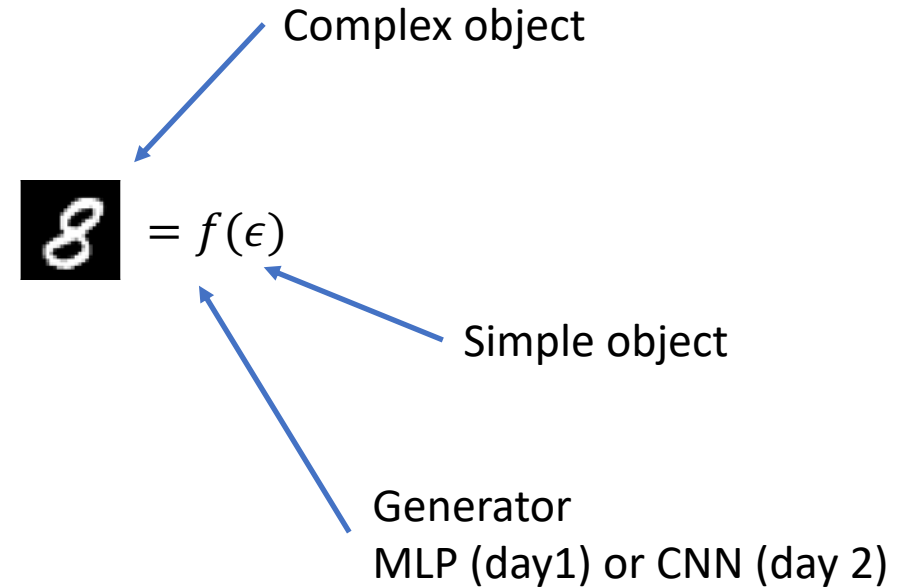 Complex object
8 = f(ϵ)
Simple object
Generator
MLP (day1) or CNN (day 2)